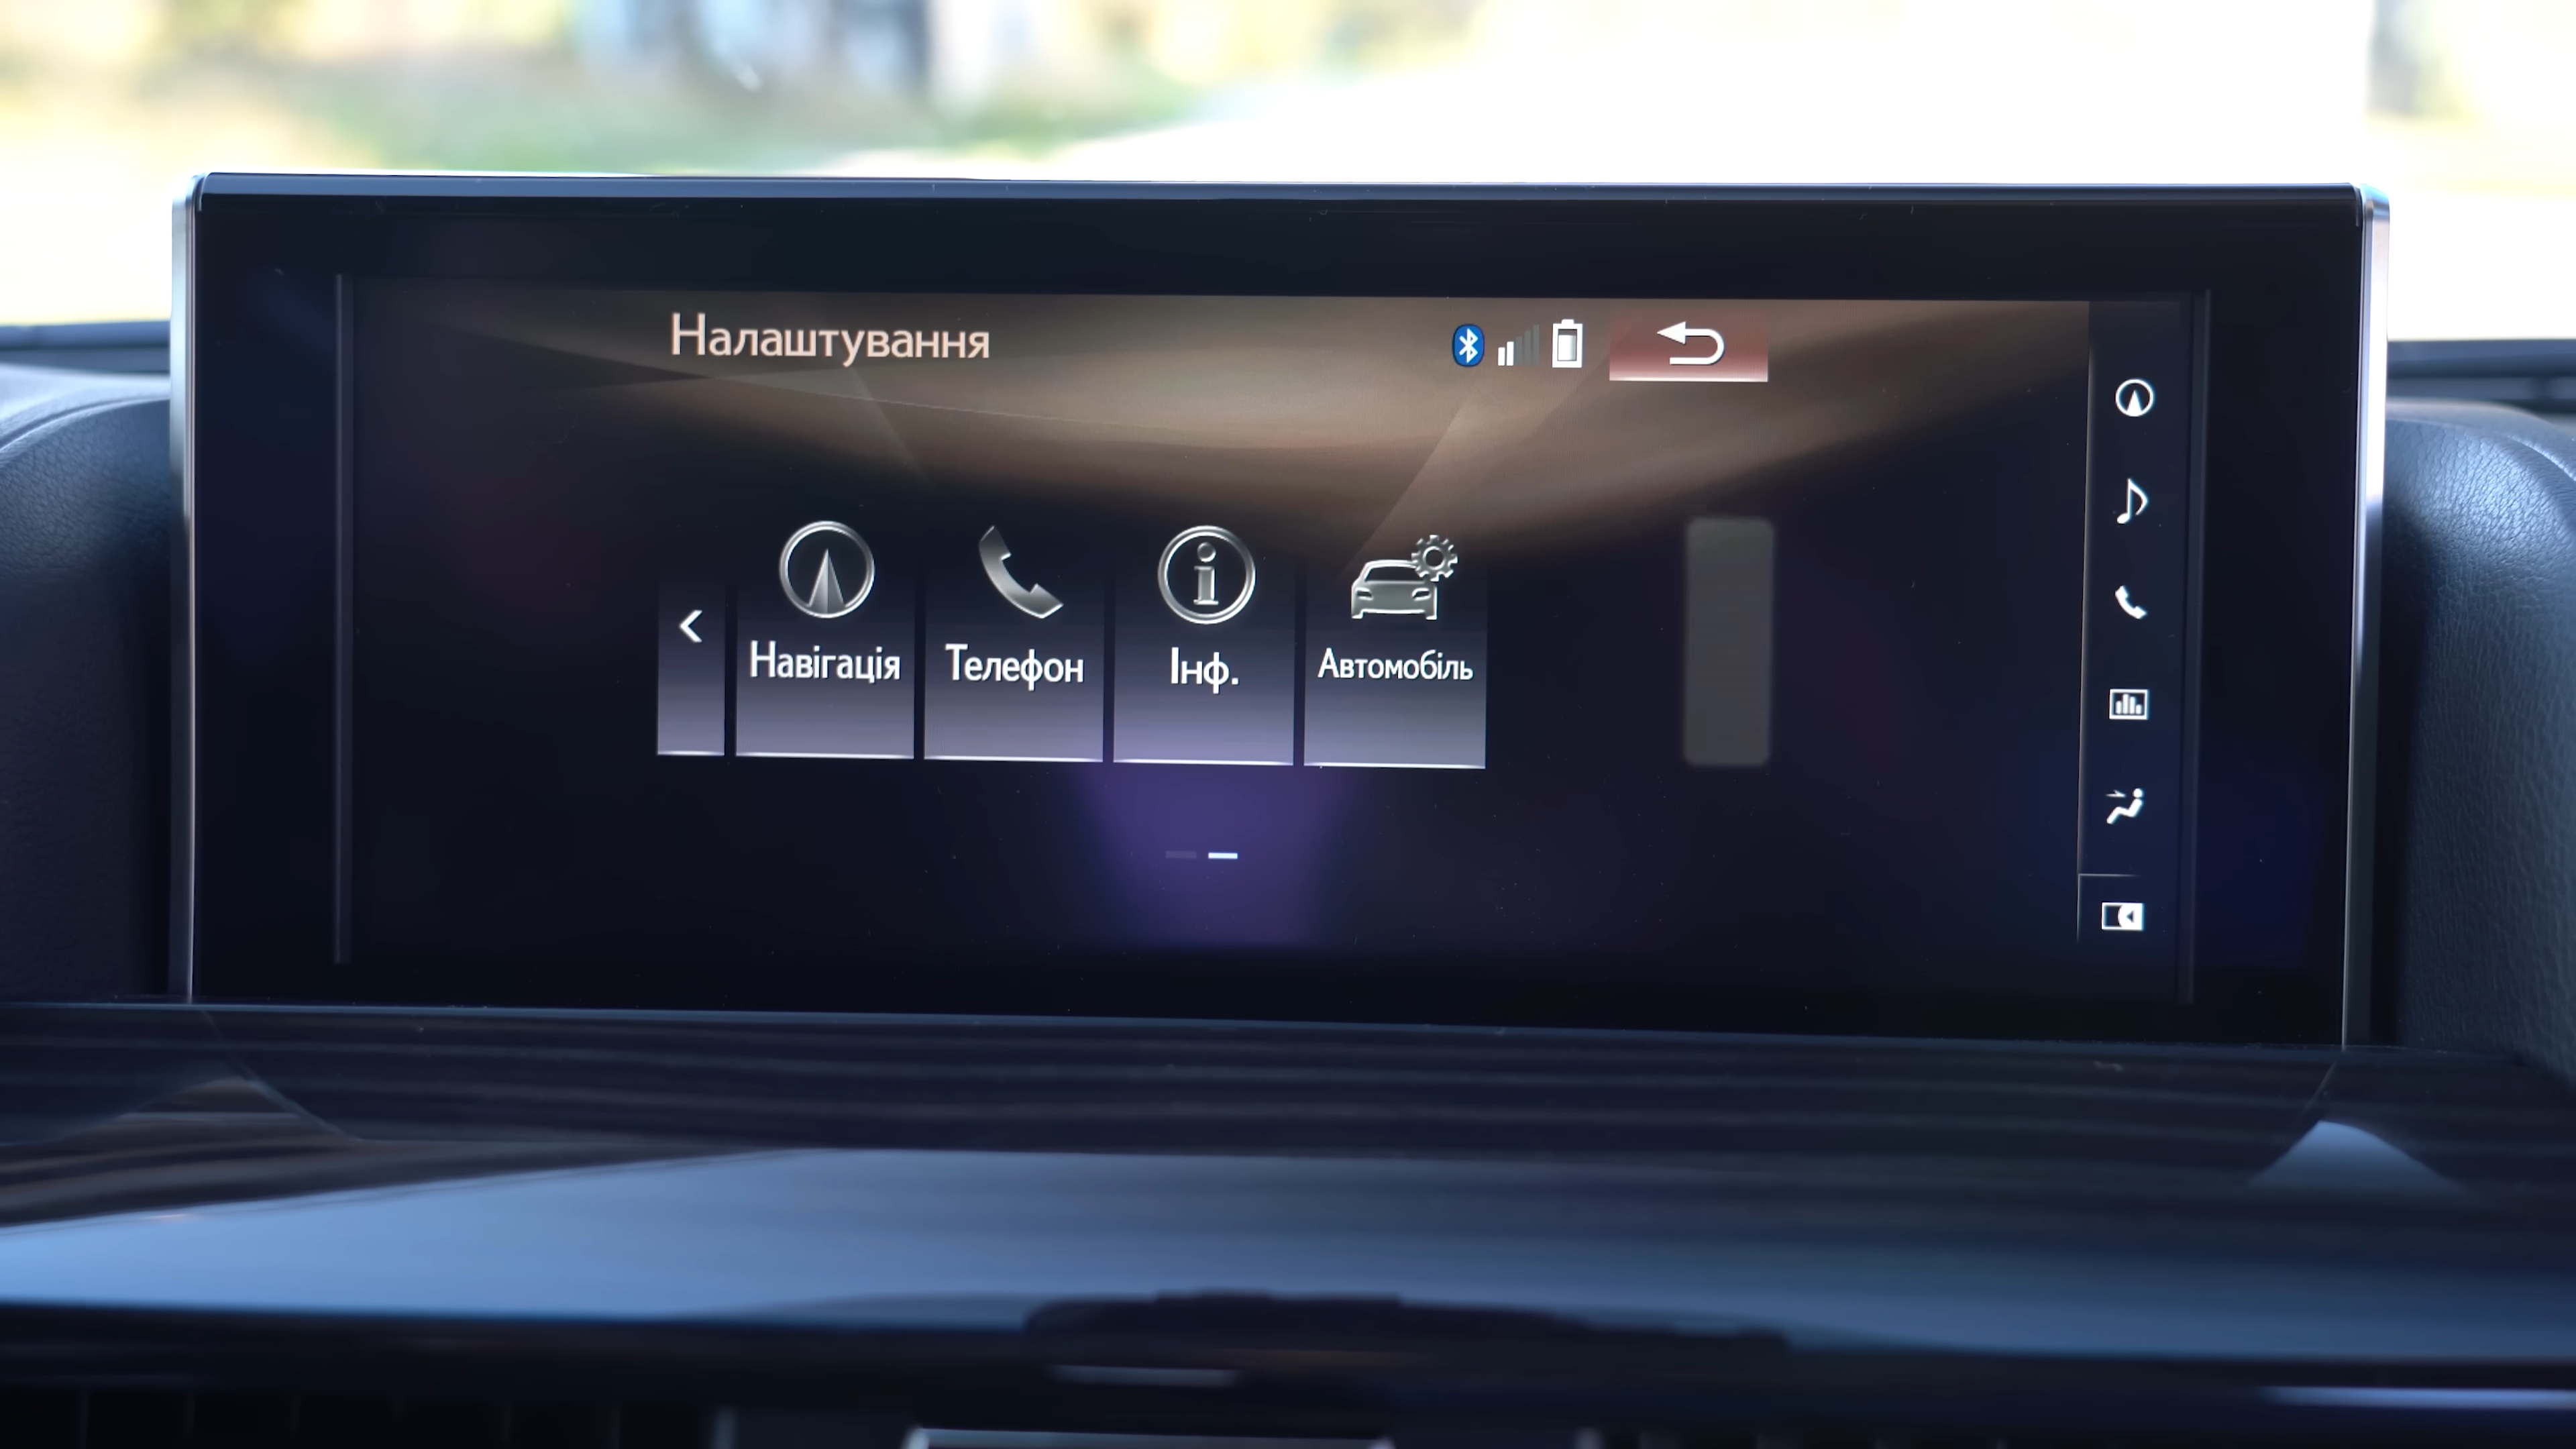 Налаштування
Навігація
Телефон
Інф.
Автомобіль